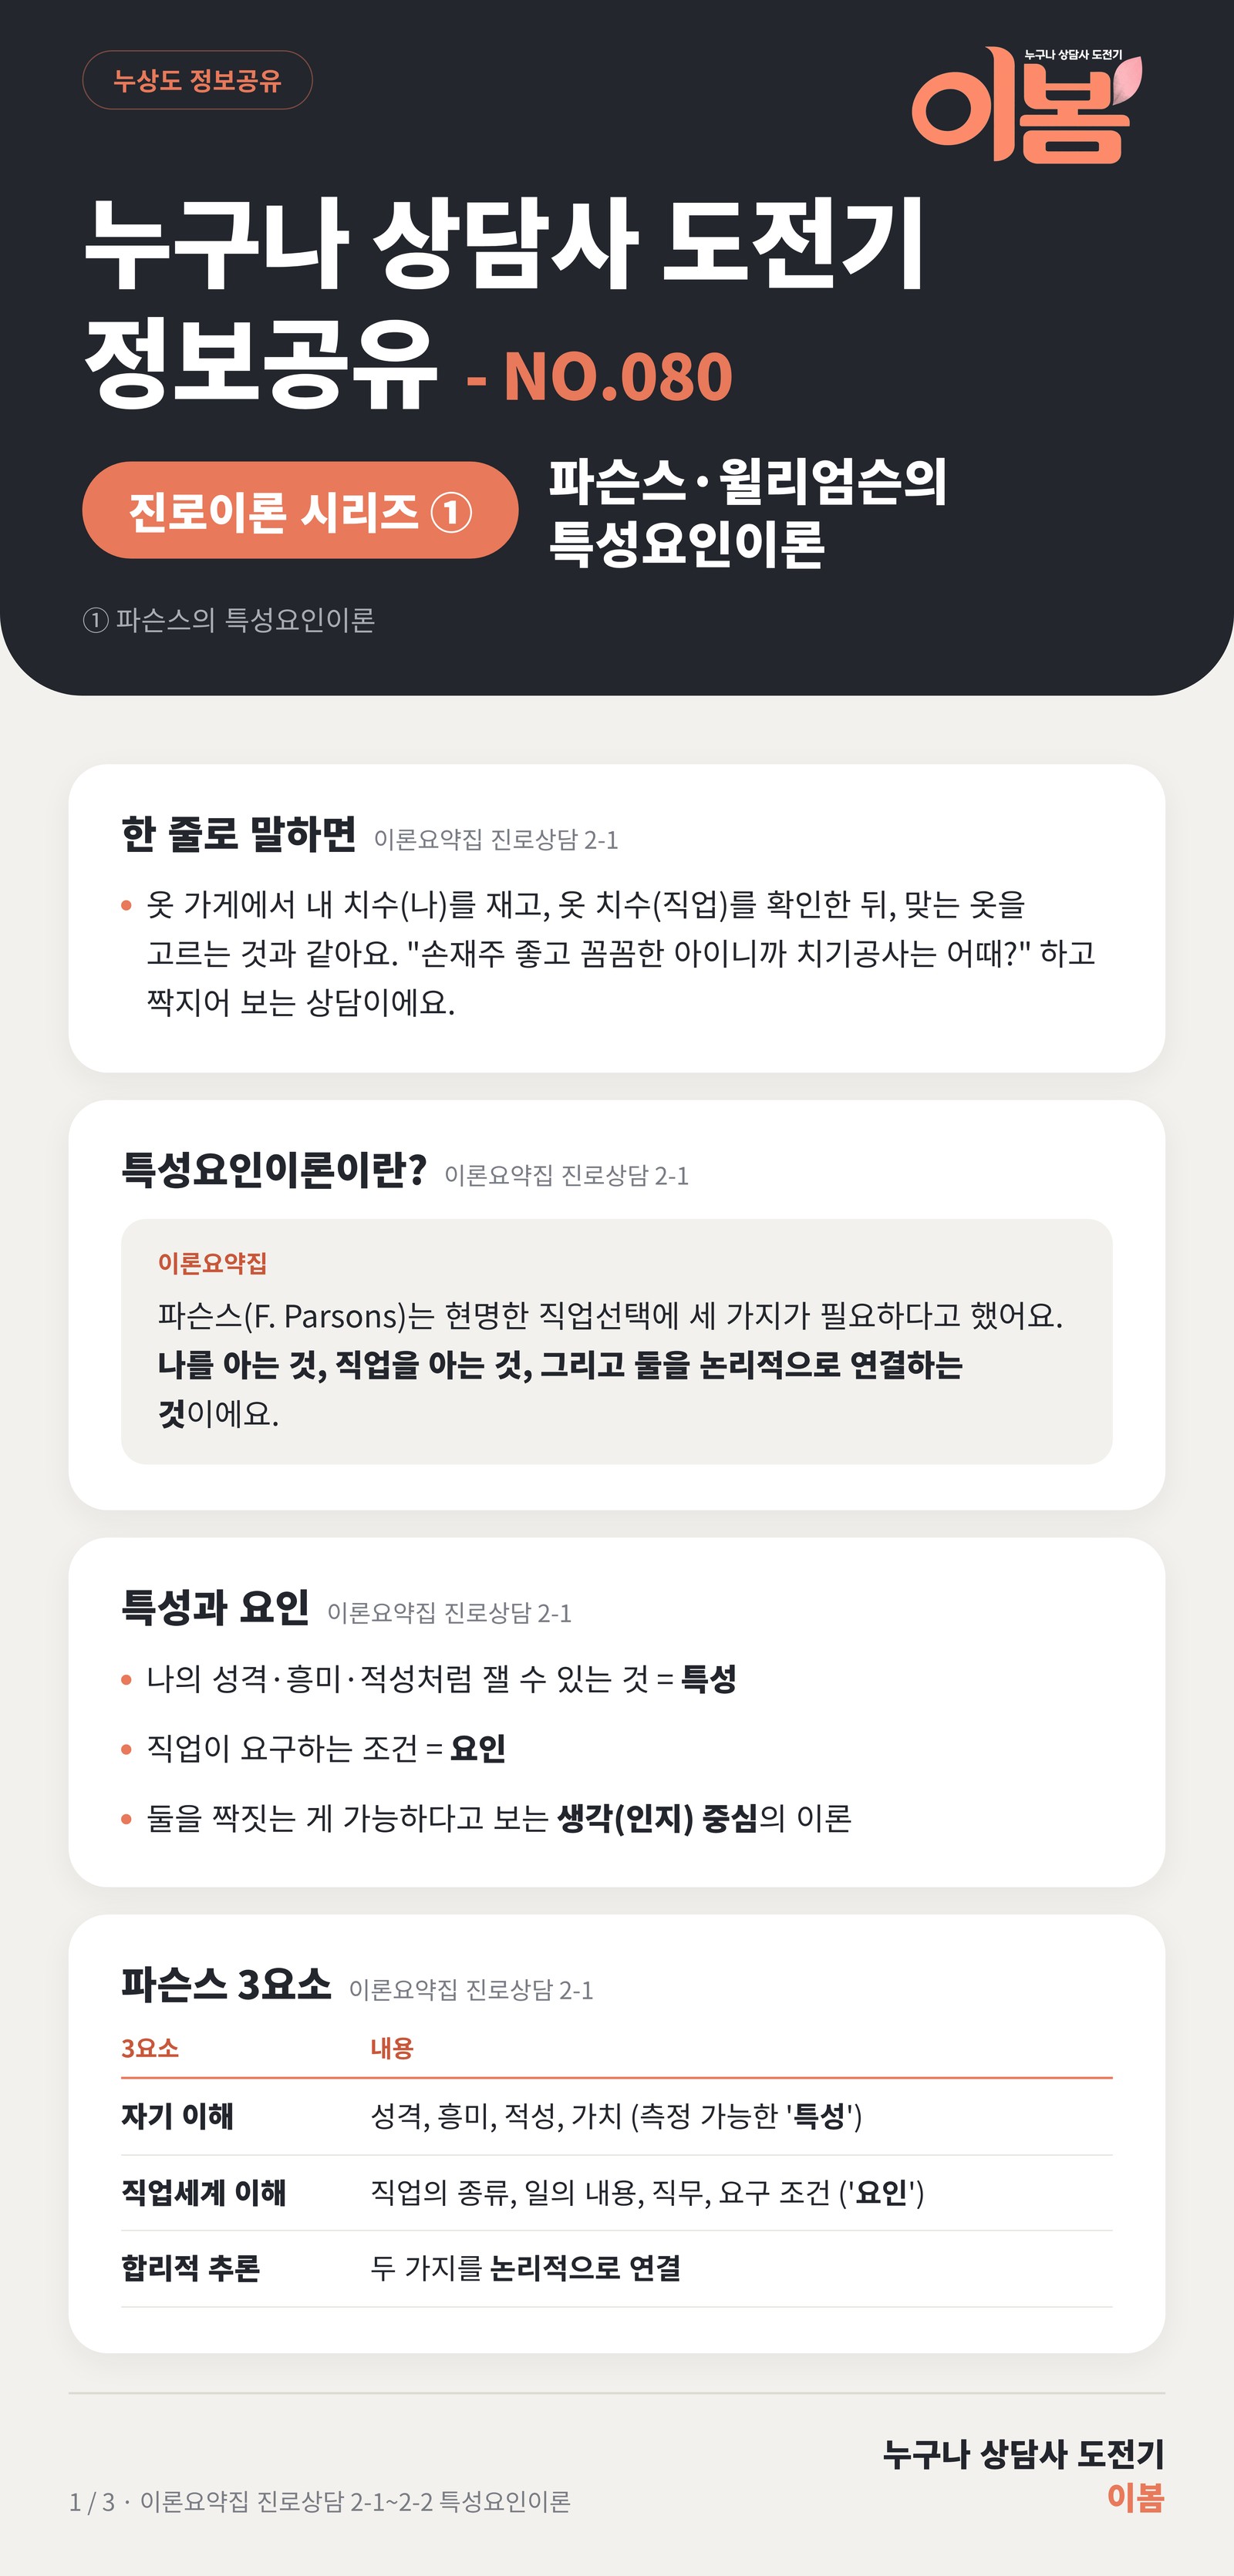 누상도 정보공유
누구나 상담사 도전기
이봄
누구나 상담사 도전기
정보공유 - NO.080
진로이론 시리즈 ①
파슨스·윌리엄슨의
특성요인이론
① 파슨스의 특성요인이론
한 줄로 말하면 이론요약집 진로상담 2-1
• 옷 가게에서 내 치수(나)를 재고, 옷 치수(직업)를 확인한 뒤, 맞는 옷을
고르는 것과 같아요. "손재주 좋고 꼼꼼한 아이니까 치기공사는 어때?" 하고
짝지어 보는 상담이에요.
특성요인이론이란? 이론요약집 진로상담 2-1
이론요약집
파슨스(F. Parsons)는 현명한 직업선택에 세 가지가 필요하다고 했어요.
나를 아는 것, 직업을 아는 것, 그리고 둘을 논리적으로 연결하는
것이에요.
특성과 요인 이론요약집 진로상담 2-1
• 나의 성격·흥미·적성처럼 잴 수 있는 것 = 특성
• 직업이 요구하는 조건 = 요인
• 둘을 짝짓는 게 가능하다고 보는 생각(인지) 중심의 이론
파슨스 3요소 이론요약집 진로상담 2-1
3요소 내용
자기 이해 성격, 흥미, 적성, 가치 (측정 가능한 '특성')
직업세계 이해 직업의 종류, 일의 내용, 직무, 요구 조건 ('요인')
합리적 추론 두 가지를 논리적으로 연결
누구나 상담사 도전기
1 / 3 · 이론요약집 진로상담 2-1~2-2 특성요인이론
이봄